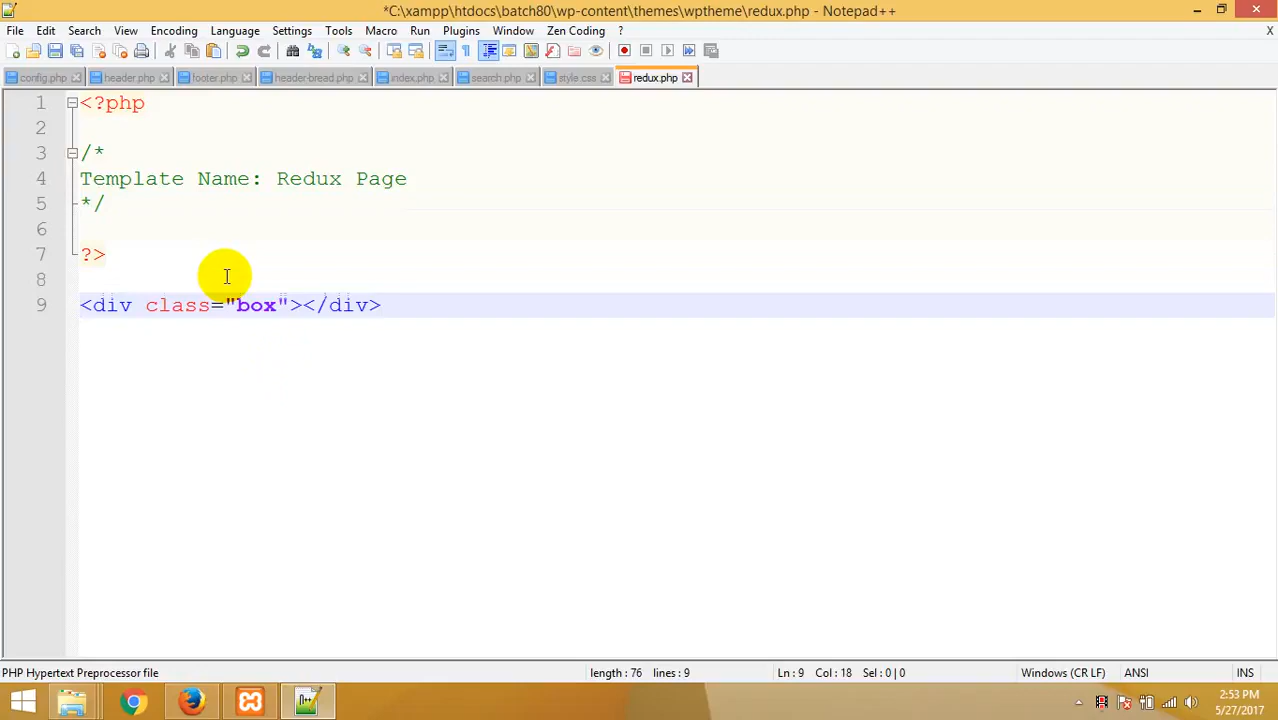 *C:\xampp\htdocs\batch80\wp-content\themes\wptheme\redux.php - Notepad++
File Edit Search View Encoding Language Settings Tools Macro Run Plugins Window Zen Coding ? X
config.php header.php footer.php header-bread.php index.php search.php style.css redux.php
1 <?php
2
3 /*
4 Template Name: Redux Page
5 */
6
7 ?>
8
9 <div class="box"></div>
PHP Hypertext Preprocessor file length : 76 lines : 9 Ln : 9 Col : 18 Sel : 0 | 0 Windows (CR LF) ANSI INS
2:53 PM
5/27/2017